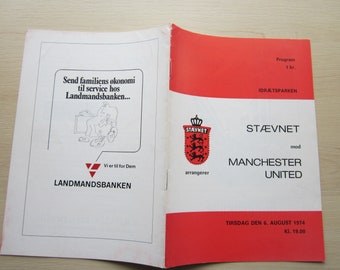 Send familiens økonomi
til service hos
Landmandsbanken...
Vi er til for Dem
LANDMANDSBANKEN
Program
1 kr.
IDRÆTSPARKEN
STÆVNET
arrangerer
STÆVNET
mod
MANCHESTER
UNITED
TIRSDAG DEN 6. AUGUST 1974
Kl. 19.00